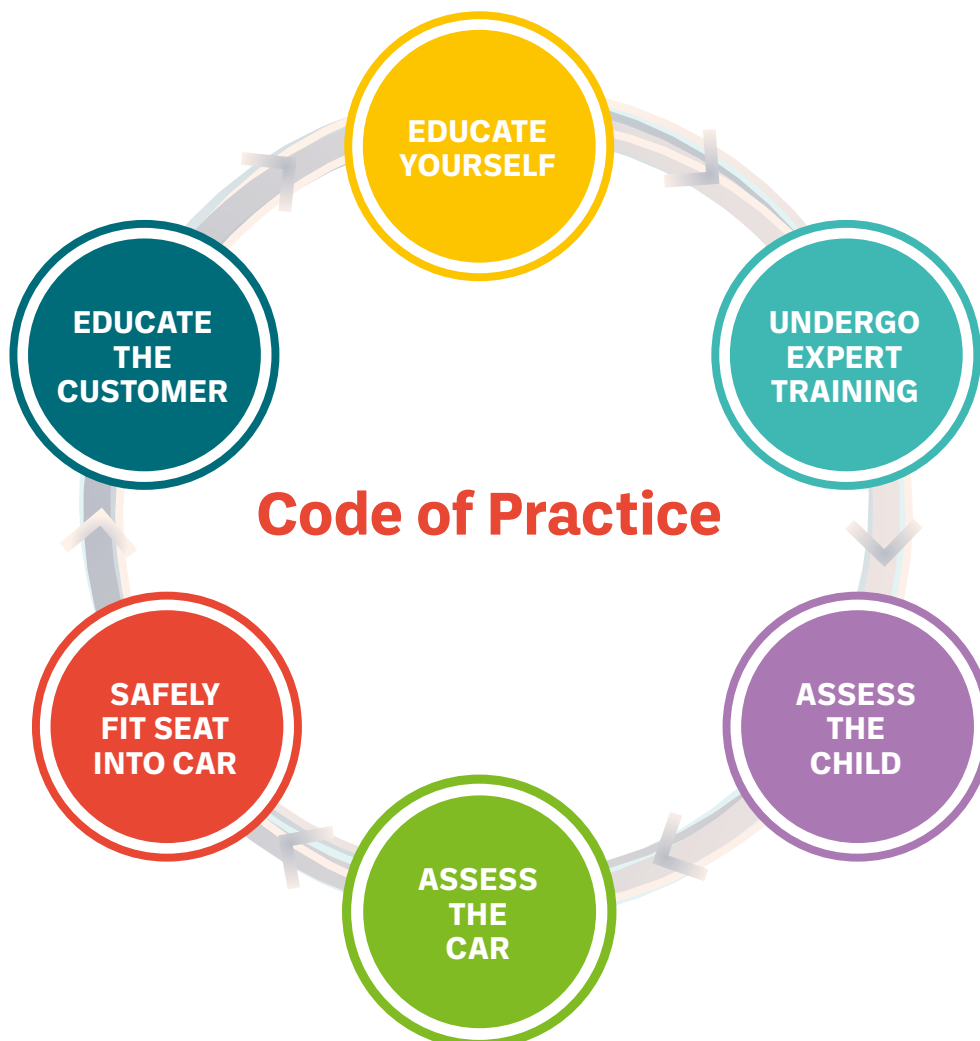 EDUCATE
YOURSELF
UNDERGO
EXPERT
TRAINING
ASSESS
THE
CHILD
ASSESS
THE
CAR
SAFELY
FIT SEAT
INTO CAR
EDUCATE
THE
CUSTOMER
Code of Practice